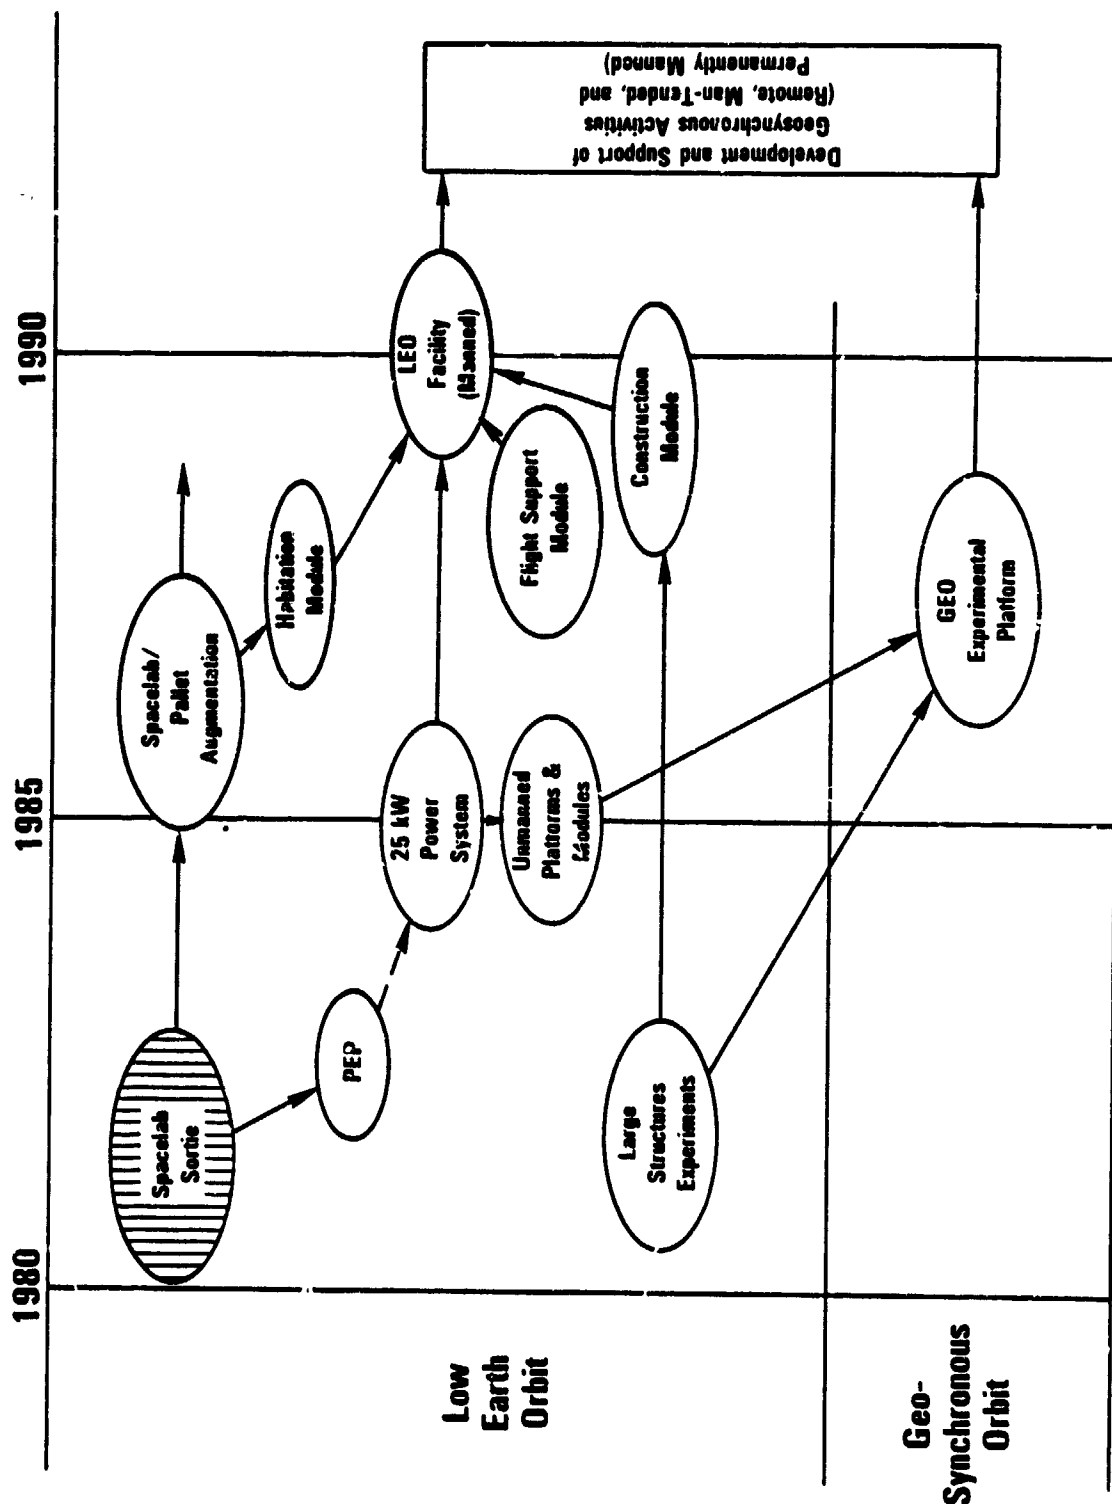 1980
1985
1990
Low
Earth
Orbit
Geo-
Synchronous
Orbit
Spacelab
Sortie
Spacelab/
Pallet
Augmentation
Habitation
Module
PEP
25 kW
Power
System
LEO
Facility
(Manned)
Unmanned
Platforms &
Modules
Flight Support
Module
Large
Structures
Experiments
Construction
Module
GEO
Experimental
Platform
Development and Support of
Geosynchronous Activities
(Remote, Man-Tended, and
Permanently Manned)